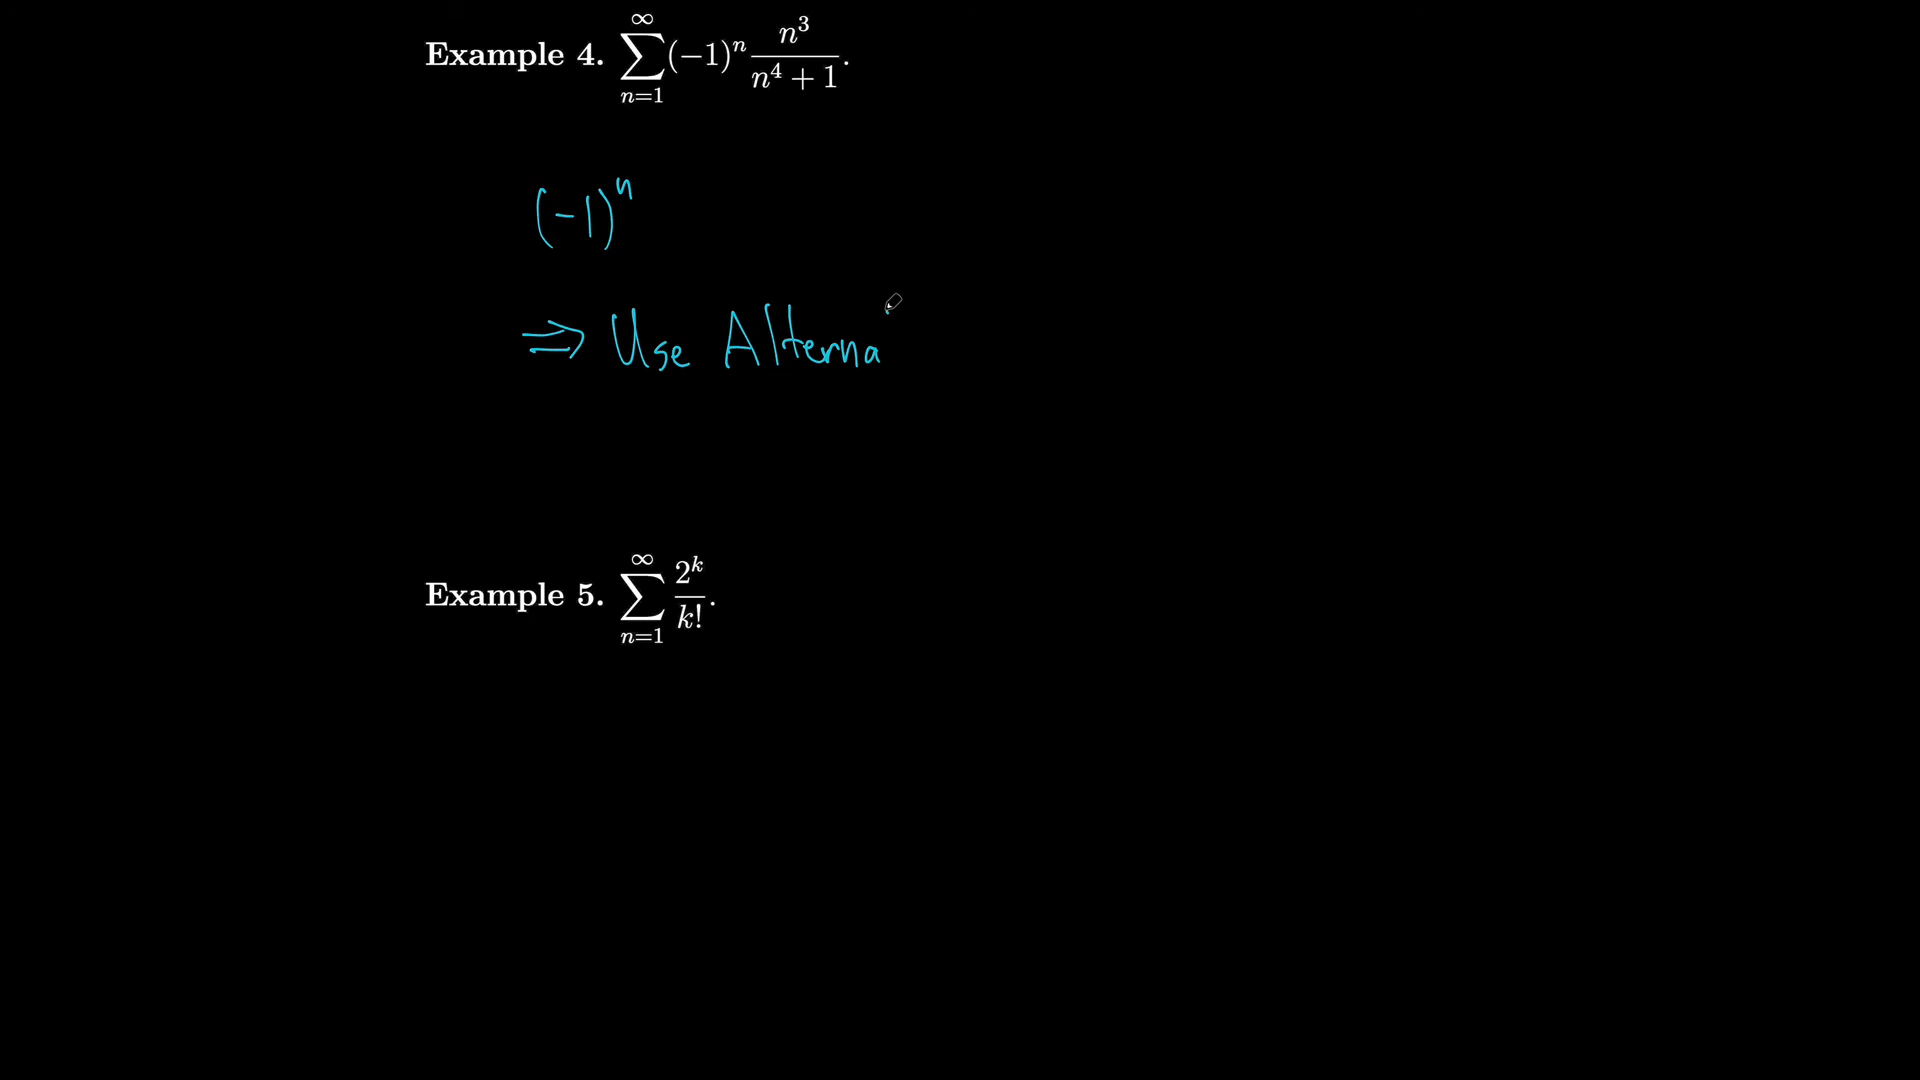 Example 4. $\sum_{n=1}^{\infty} (-1)^n \frac{n^3}{n^4+1}$.
$(-1)^n$
⇒ Use Alterna
Example 5. $\sum_{n=1}^{\infty} \frac{2^k}{k!}$.